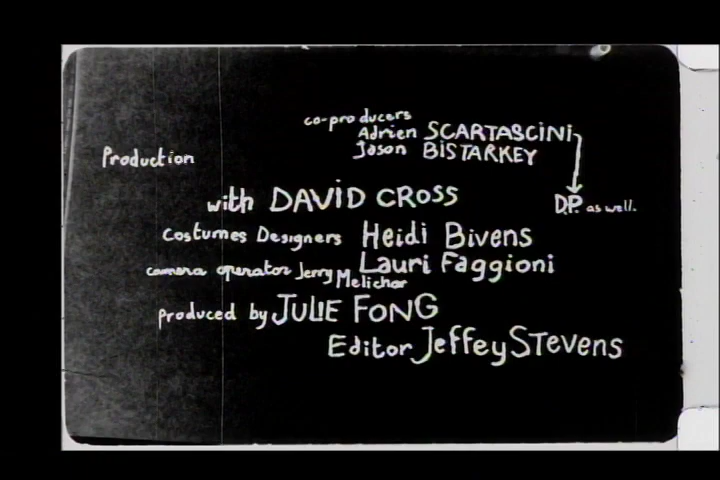 co-producers
Adrien SCARTASCINI
Jason BISTARKEY
Production
D.P. as well.
with DAVID CROSS
Costumes Designers Heidi Bivens
Lauri Faggioni
camera operator Jerry Melichar
produced by JULIE FONG
Editor Jeffey STEVENS